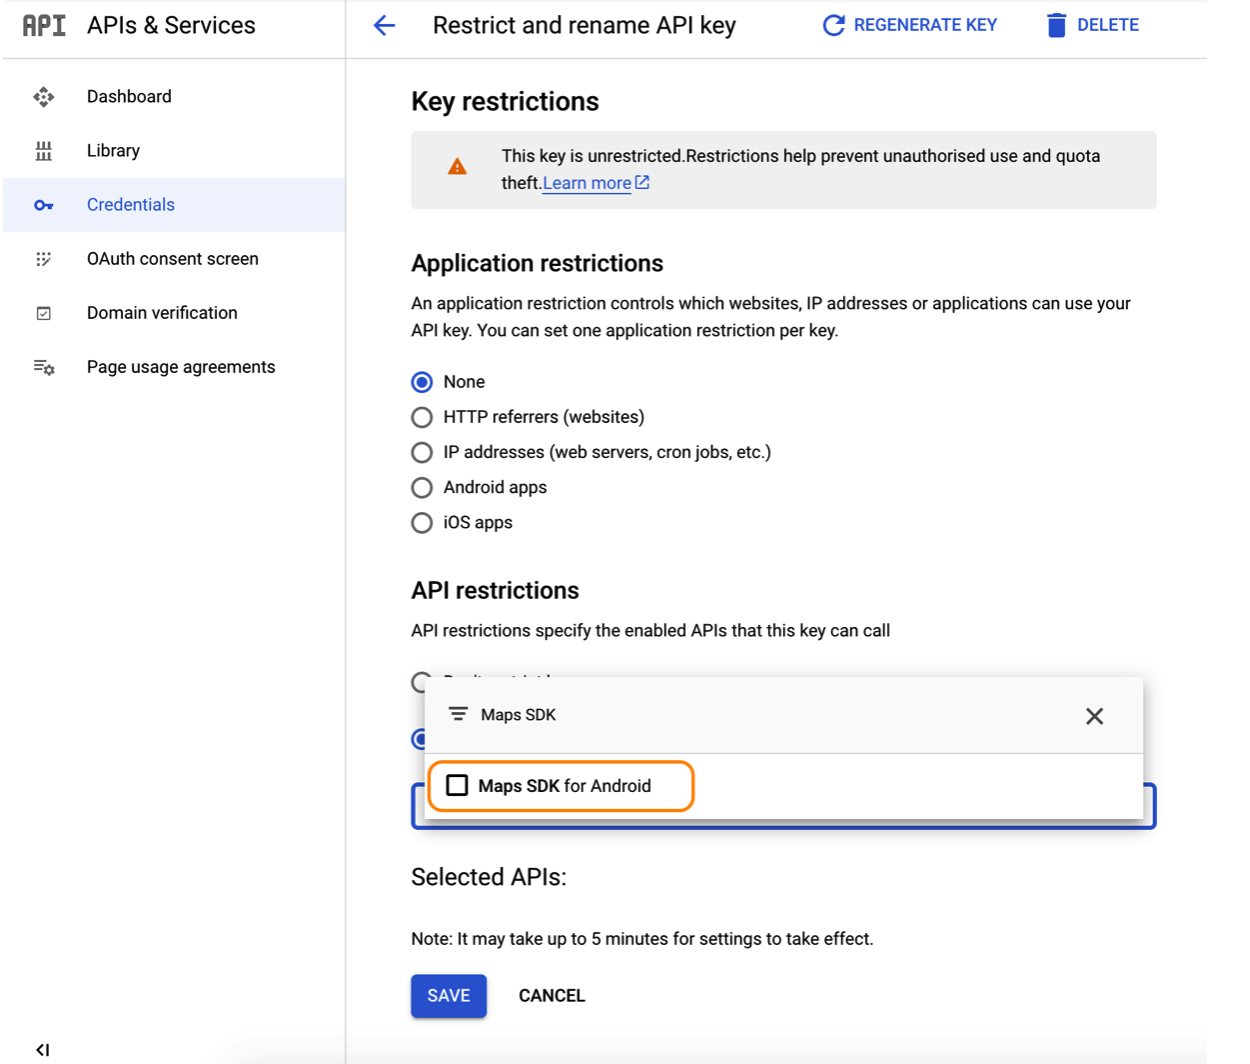 API APIs & Services
Restrict and rename API key
REGENERATE KEY
DELETE
Dashboard
Library
Credentials
OAuth consent screen
Domain verification
Page usage agreements
Key restrictions
This key is unrestricted.Restrictions help prevent unauthorised use and quota
theft.Learn more
Application restrictions
An application restriction controls which websites, IP addresses or applications can use your
API key. You can set one application restriction per key.
None
HTTP referrers (websites)
IP addresses (web servers, cron jobs, etc.)
Android apps
iOS apps
API restrictions
API restrictions specify the enabled APIs that this key can call
Maps SDK
Maps SDK for Android
Selected APIs:
Note: It may take up to 5 minutes for settings to take effect.
SAVE
CANCEL